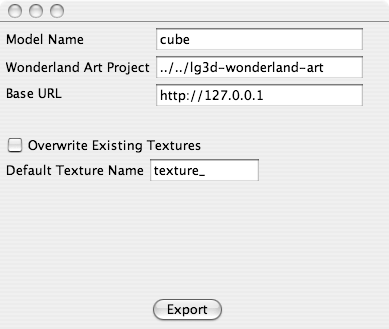 Model Name cube
Wonderland Art Project ../../lg3d-wonderland-art
Base URL http://127.0.0.1
Overwrite Existing Textures
Default Texture Name texture_
Export